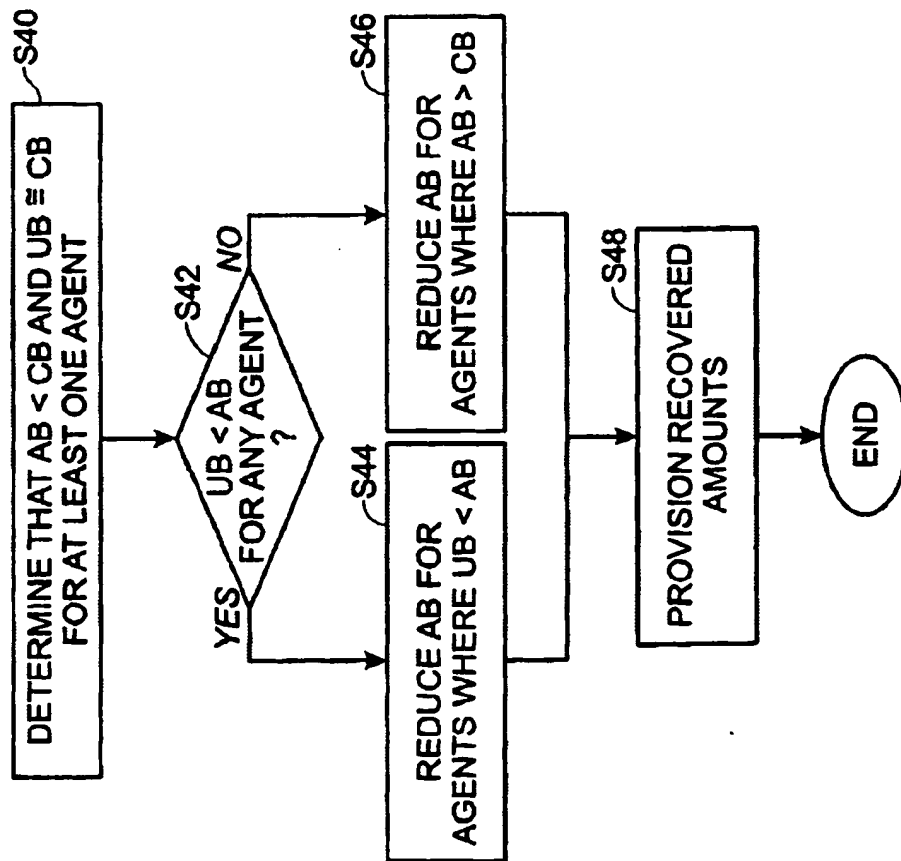 S40
DETERMINE THAT AB < CB AND UB ≅ CB
FOR AT LEAST ONE AGENT
S42
UB < AB
FOR ANY AGENT
?
YES
NO
S44
REDUCE AB FOR
AGENTS WHERE UB < AB
S46
REDUCE AB FOR
AGENTS WHERE AB > CB
S48
PROVISION RECOVERED
AMOUNTS
END